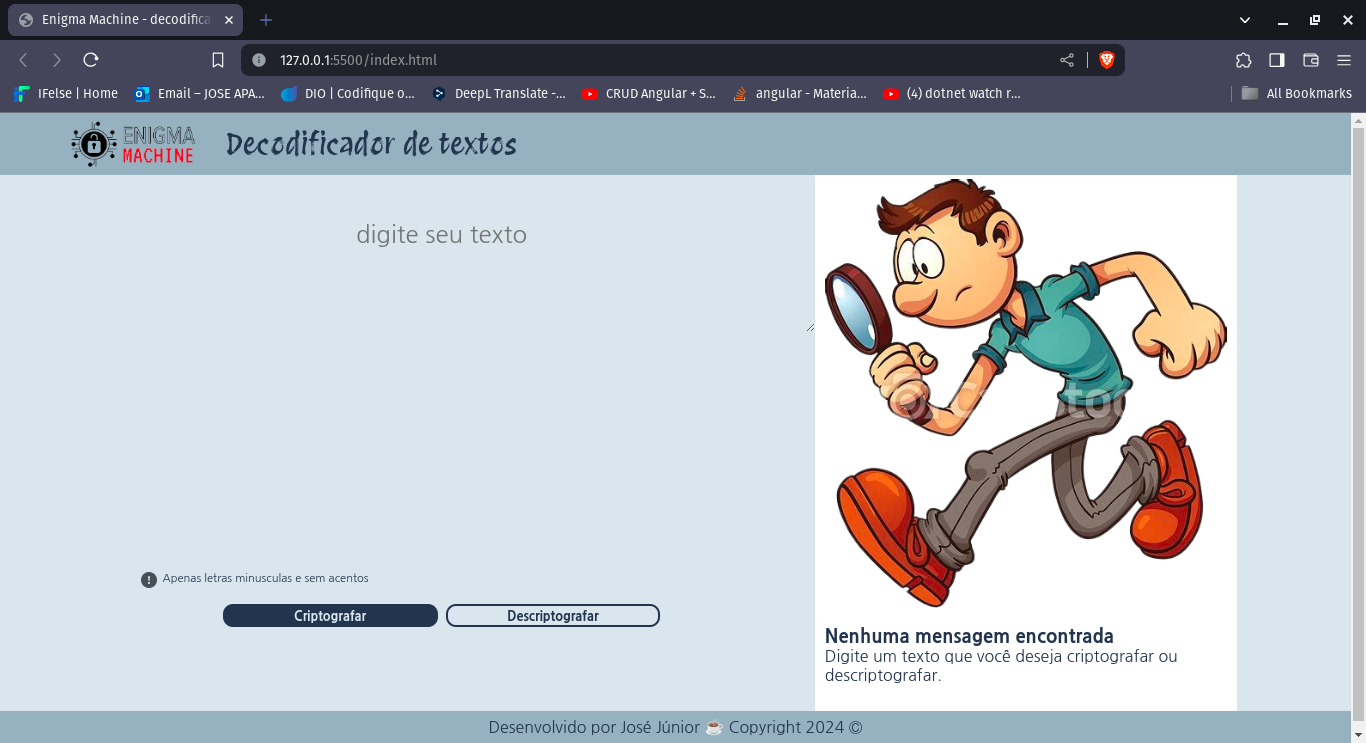 Enigma Machine - decodifica
127.0.0.1:5500/index.html
IFelse | Home
Email – JOSE APA...
DIO | Codifique o...
DeepL Translate -...
CRUD Angular + S...
angular - Materia...
(4) dotnet watch r...
All Bookmarks
ENIGMA
MACHINE
Decodificador de textos
digite seu texto
Apenas letras minusculas e sem acentos
Criptografar
Descriptografar
Nenhuma mensagem encontrada
Digite um texto que você deseja criptografar ou
descriptografar.
Desenvolvido por José Júnior ☕ Copyright 2024 ©